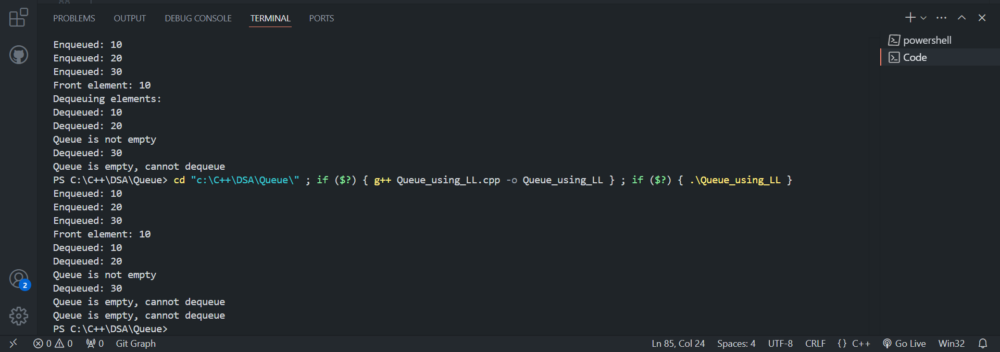 88
PROBLEMS OUTPUT DEBUG CONSOLE TERMINAL PORTS
powershell
Code
Enqueued: 10
Enqueued: 20
Enqueued: 30
Front element: 10
Dequeuing elements:
Dequeued: 10
Dequeued: 20
Queue is not empty
Dequeued: 30
Queue is empty, cannot dequeue
PS C:\C++\DSA\Queue> cd "c:\C++\DSA\Queue\" ; if ($?) { g++ Queue_using_LL.cpp -o Queue_using_LL } ; if ($?) { .\Queue_using_LL }
Enqueued: 10
Enqueued: 20
Enqueued: 30
Front element: 10
Dequeued: 10
Dequeued: 20
Queue is not empty
Dequeued: 30
Queue is empty, cannot dequeue
Queue is empty, cannot dequeue
PS C:\C++\DSA\Queue>
2
0 0 0 Git Graph Ln 85, Col 24 Spaces: 4 UTF-8 CRLF {} C++ Go Live Win32